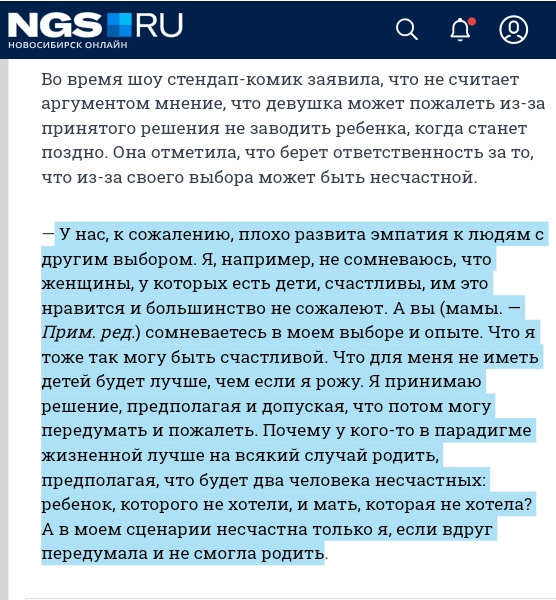 NGS RU
НОВОСИБИРСК ОНЛАЙН
Во время шоу стендап-комик заявила, что не считает
аргументом мнение, что девушка может пожалеть из-за
принятого решения не заводить ребенка, когда станет
поздно. Она отметила, что берет ответственность за то,
что из-за своего выбора может быть несчастной.
— У нас, к сожалению, плохо развита эмпатия к людям с
другим выбором. Я, например, не сомневаюсь, что
женщины, у которых есть дети, счастливы, им это
нравится и большинство не сожалеют. А вы (мамы. —
Прим. ред.) сомневаетесь в моем выборе и опыте. Что я
тоже так могу быть счастливой. Что для меня не иметь
детей будет лучше, чем если я рожу. Я принимаю
решение, предполагая и допуская, что потом могу
передумать и пожалеть. Почему у кого-то в парадигме
жизненной лучше на всякий случай родить,
предполагая, что будет два человека несчастных:
ребенок, которого не хотели, и мать, которая не хотела?
А в моем сценарии несчастна только я, если вдруг
передумала и не смогла родить.